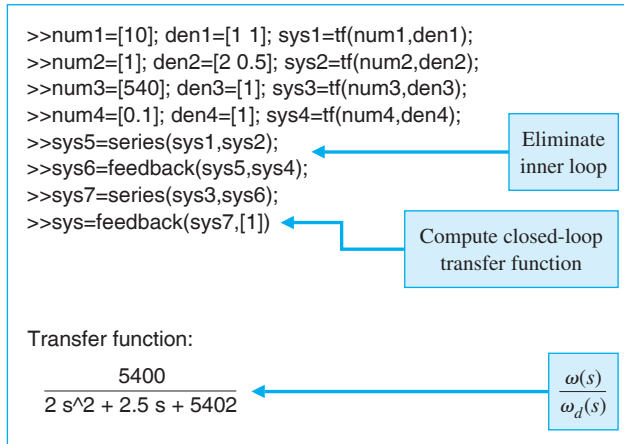 >>num1=[10]; den1=[1 1]; sys1=tf(num1,den1);
>>num2=[1]; den2=[2 0.5]; sys2=tf(num2,den2);
>>num3=[540]; den3=[1]; sys3=tf(num3,den3);
>>num4=[0.1]; den4=[1]; sys4=tf(num4,den4);
>>sys5=series(sys1,sys2);
>>sys6=feedback(sys5,sys4);
>>sys7=series(sys3,sys6);
>>sys=feedback(sys7,[1])
Eliminate
inner loop
Compute closed-loop
transfer function
Transfer function:
5400
2 s^2 + 2.5 s + 5402
ω(s)
ω_d(s)